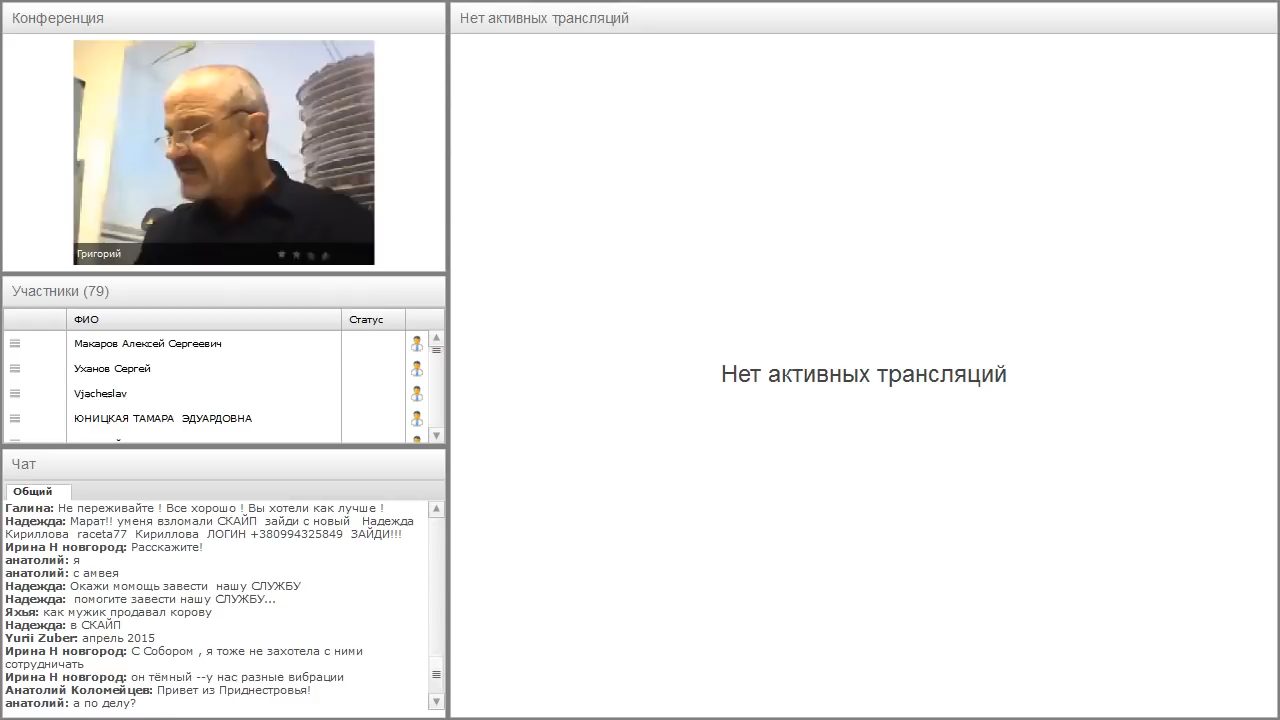 Конференция
Нет активных трансляций
Григорий
Участники (79)
ФИО
Статус
Макаров Алексей Сергеевич
Уханов Сергей
Vjacheslav
ЮНИЦКАЯ ТАМАРА ЭДУАРДОВНА
Нет активных трансляций
Чат
Общий
Галина: Не переживайте ! Все хорошо ! Вы хотели как лучше !
Надежда: Марат!! уменя взломали СКАЙП зайди с новый Надежда
Кириллова raceta77 Кириллова ЛОГИН +380994325849 ЗАЙДИ!!!
Ирина Н новгород: Расскажите!
анатолий: я
анатолий: с амвея
Надежда: Окажи момощь завести нашу СЛУЖБУ
Надежда: помогите завести нашу СЛУЖБУ...
Яхья: как мужик продавал корову
Надежда: в СКАЙП
Yurii Zuber: апрель 2015
Ирина Н новгород: С Собором , я тоже не захотела с ними
сотрудничать
Ирина Н новгород: он тёмный --у нас разные вибрации
Анатолий Коломейцев: Привет из Приднестровья!
анатолий: а по делу?